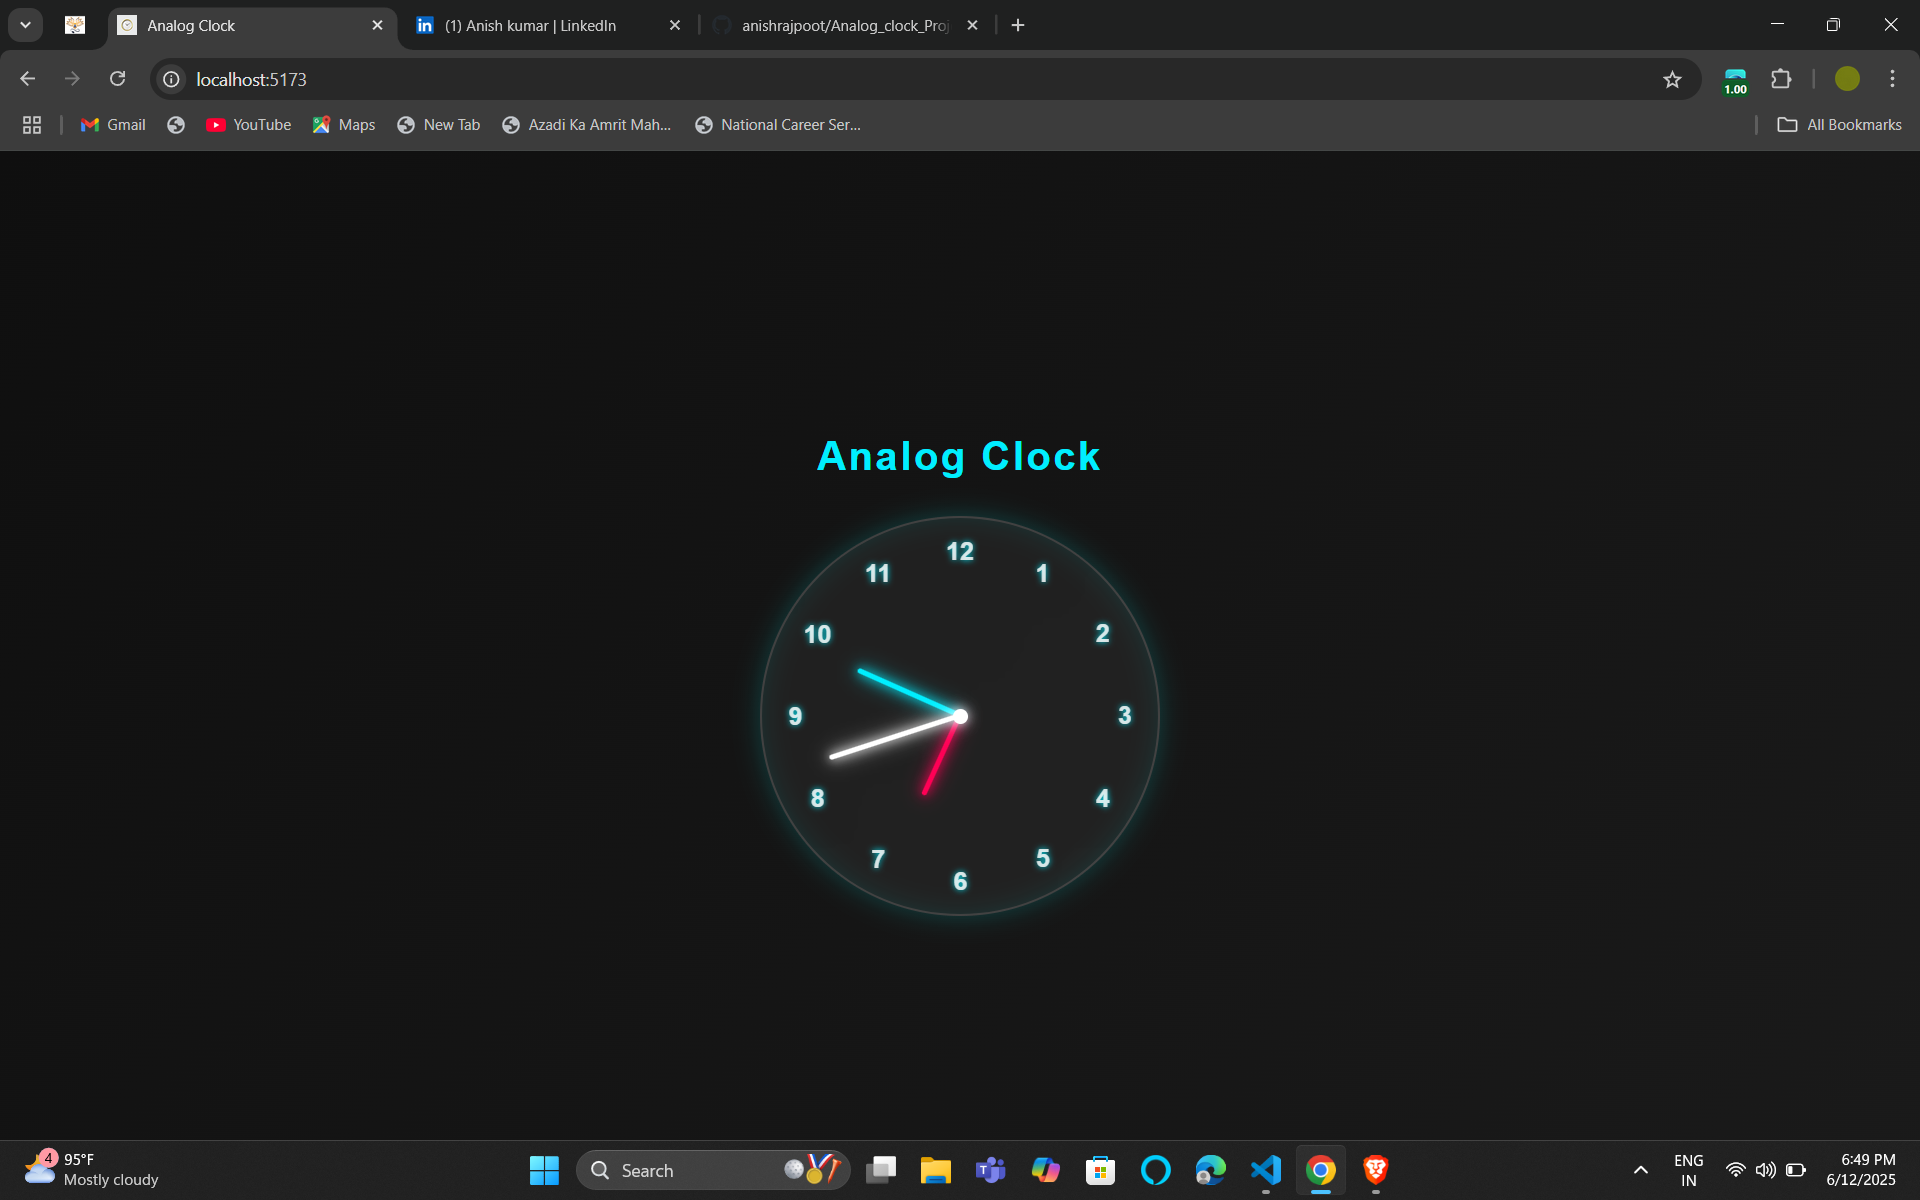 Analog Clock
(1) Anish kumar | LinkedIn
anishrajpoot/Analog_clock_Proj
localhost:5173
1.00
Gmail
YouTube
Maps
New Tab
Azadi Ka Amrit Mah...
National Career Ser...
All Bookmarks
Analog Clock
12
11
1
10
2
9
3
8
4
7
5
6
4
95°F
Mostly cloudy
Search
ENG
IN
6:49 PM
6/12/2025